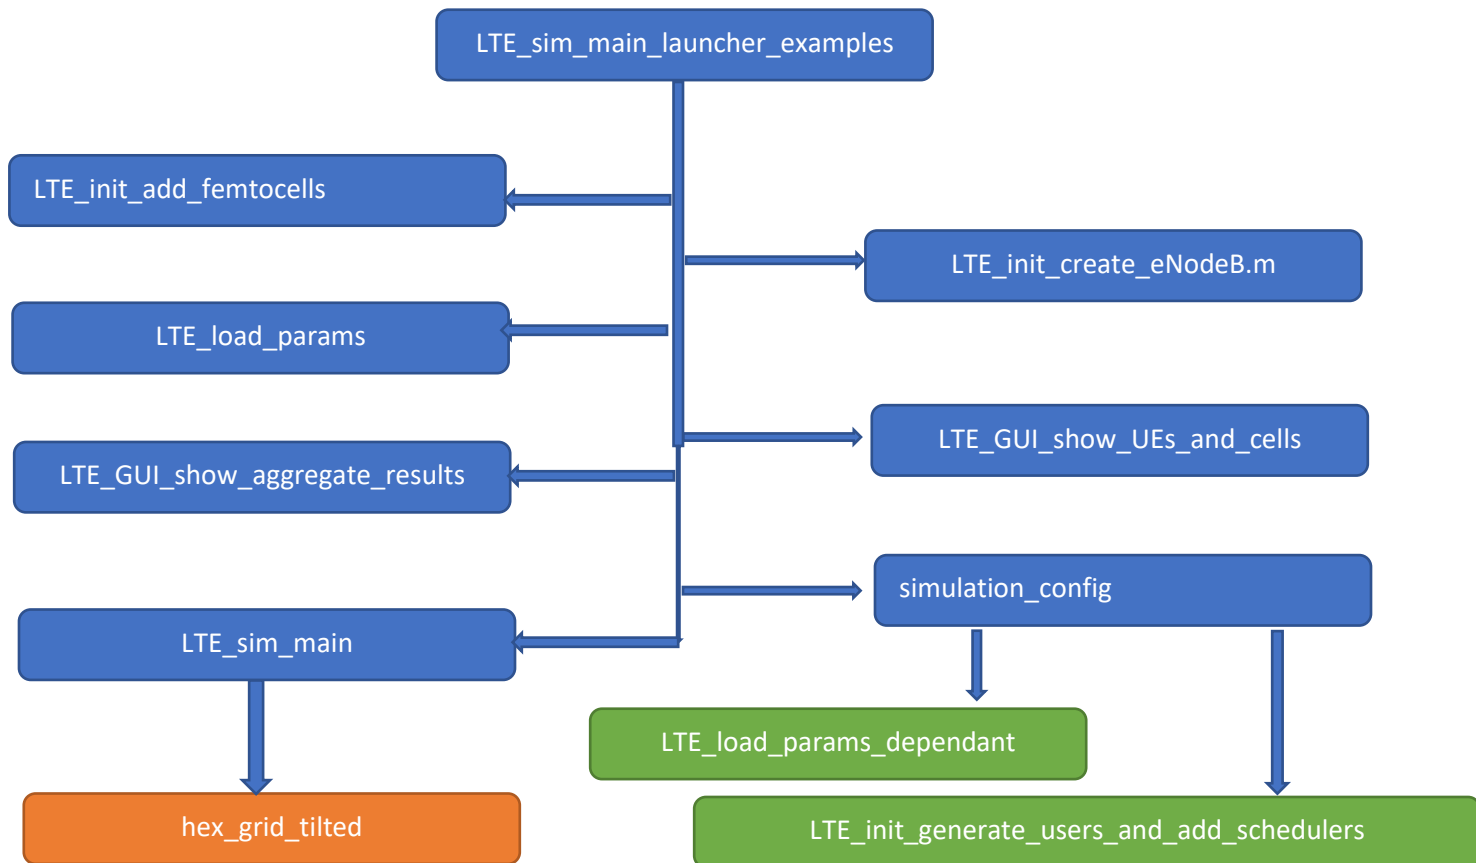 LTE_sim_main_launcher_examples
LTE_init_add_femtocells
LTE_init_create_eNodeB.m
LTE_load_params
LTE_GUI_show_UEs_and_cells
LTE_GUI_show_aggregate_results
simulation_config
LTE_sim_main
LTE_load_params_dependant
hex_grid_tilted
LTE_init_generate_users_and_add_schedulers